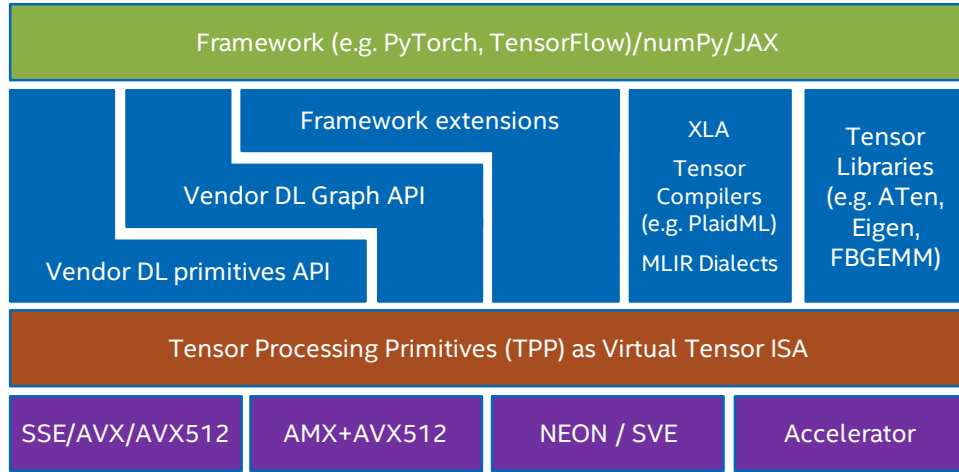 Framework (e.g. PyTorch, TensorFlow)/numPy/JAX
Framework extensions
Vendor DL Graph API
Vendor DL primitives API
XLA
Tensor
Compilers
(e.g. PlaidML)
MLIR Dialects
Tensor
Libraries
(e.g. ATen,
Eigen,
FBGEMM)
Tensor Processing Primitives (TPP) as Virtual Tensor ISA
SSE/AVX/AVX512
AMX+AVX512
NEON / SVE
Accelerator